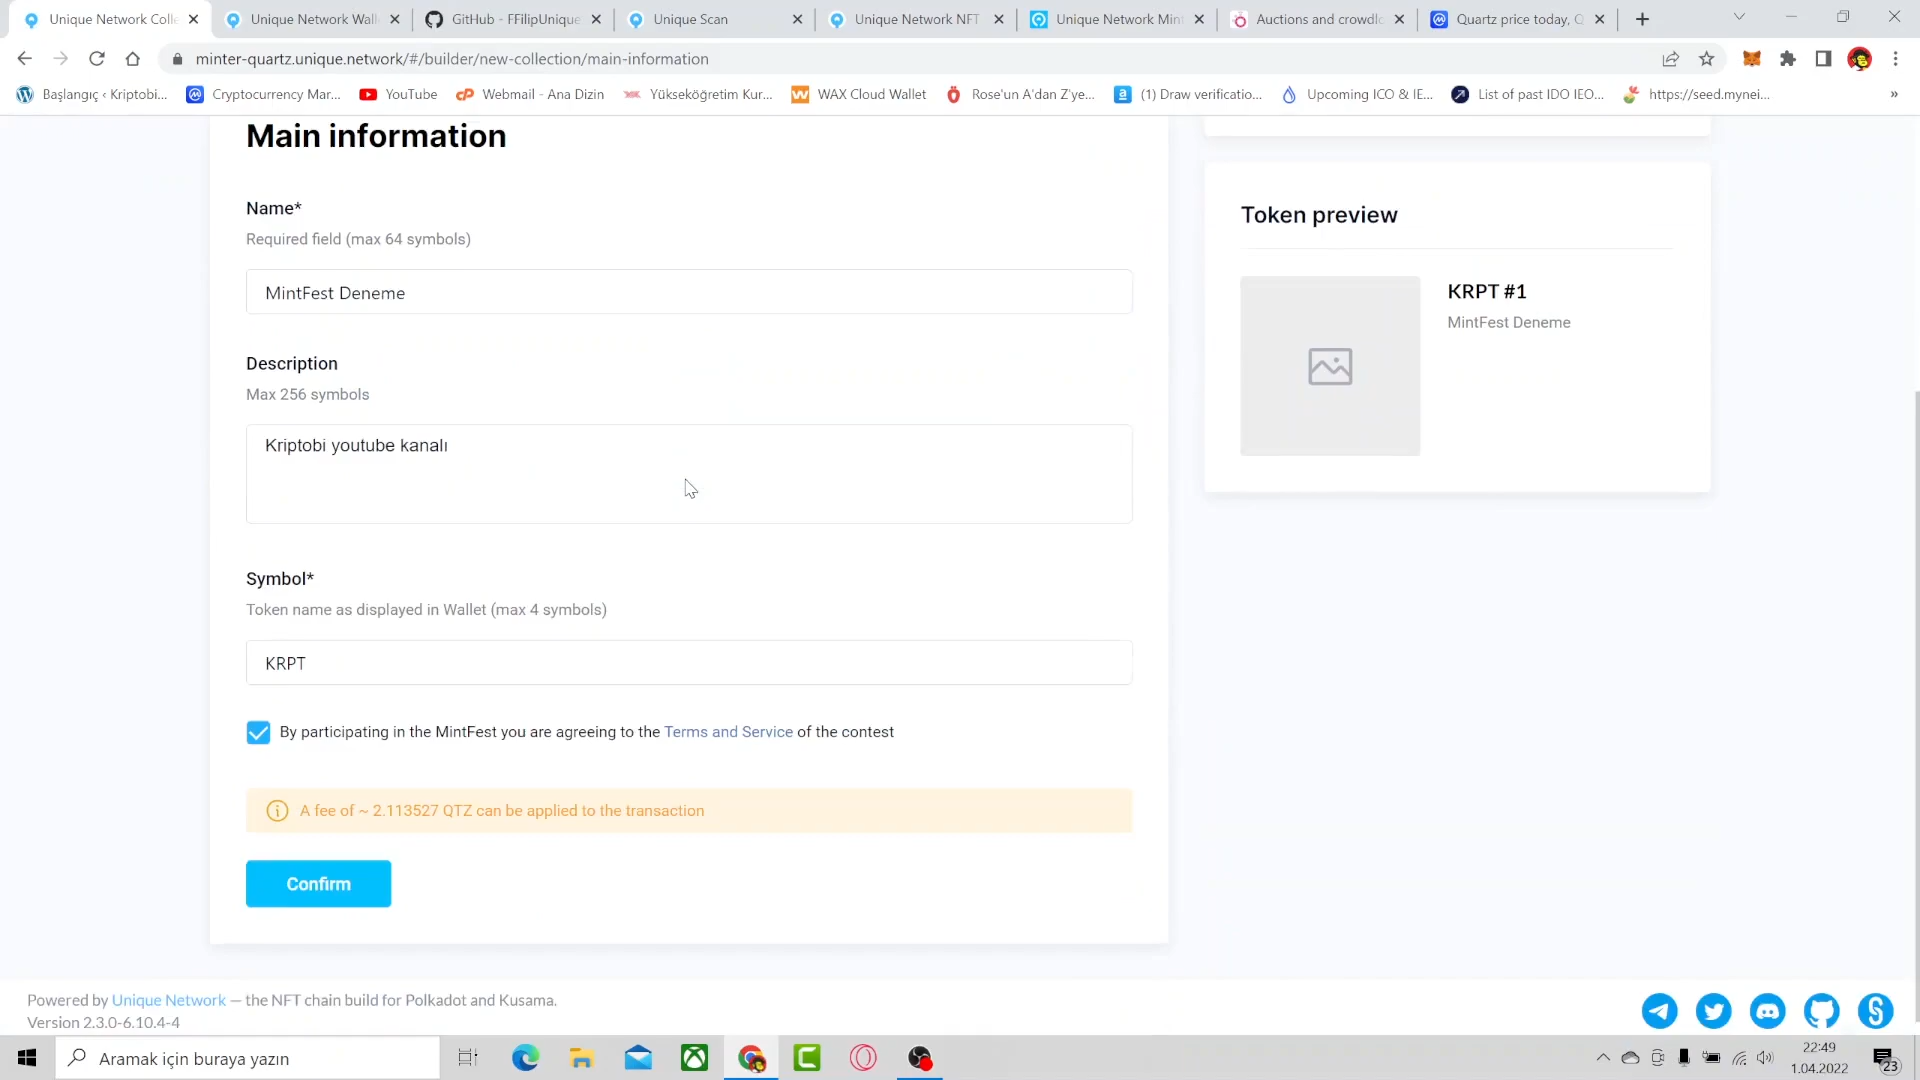 Unique Network Colle
Unique Network Wall
GitHub - FFilipUnique
Unique Scan
Unique Network NFT
Unique Network Mint
Auctions and crowdlo
Quartz price today, Q
minter-quartz.unique.network/#/builder/new-collection/main-information
Başlangıç ‹ Kriptobi...
Cryptocurrency Mar...
YouTube
Webmail - Ana Dizin
Yükseköğretim Kur...
WAX Cloud Wallet
Rose'un A'dan Z'ye...
(1) Draw verificatio...
Upcoming ICO & IE...
List of past IDO IEO...
https://seed.mynei...
»
Main information
Name*
Required field (max 64 symbols)
MintFest Deneme
Description
Max 256 symbols
Kriptobi youtube kanalı
Symbol*
Token name as displayed in Wallet (max 4 symbols)
KRPT
By participating in the MintFest you are agreeing to the Terms and Service of the contest
A fee of ~ 2.113527 QTZ can be applied to the transaction
Confirm
Token preview
KRPT #1
MintFest Deneme
Powered by Unique Network — the NFT chain build for Polkadot and Kusama.
Version 2.3.0-6.10.4-4
Aramak için buraya yazın
22:49
1.04.2022
23